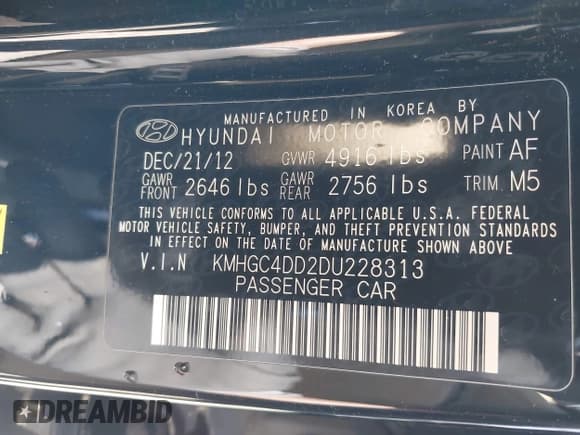 MANUFACTURED IN KOREA BY
HYUNDAI MOTOR COMPANY
DEC/21/12 GVWR 4916 lbs PAINT AF
GAWR FRONT 2646 lbs GAWR REAR 2756 lbs TRIM M5
THIS VEHICLE CONFORMS TO ALL APPLICABLE U.S.A. FEDERAL
MOTOR VEHICLE SAFETY, BUMPER, AND THEFT PREVENTION STANDARDS
IN EFFECT ON THE DATE OF MANUFACTURE SHOWN ABOVE
V.I.N KMHGC4DD2DU228313
PASSENGER CAR
DREAMBID